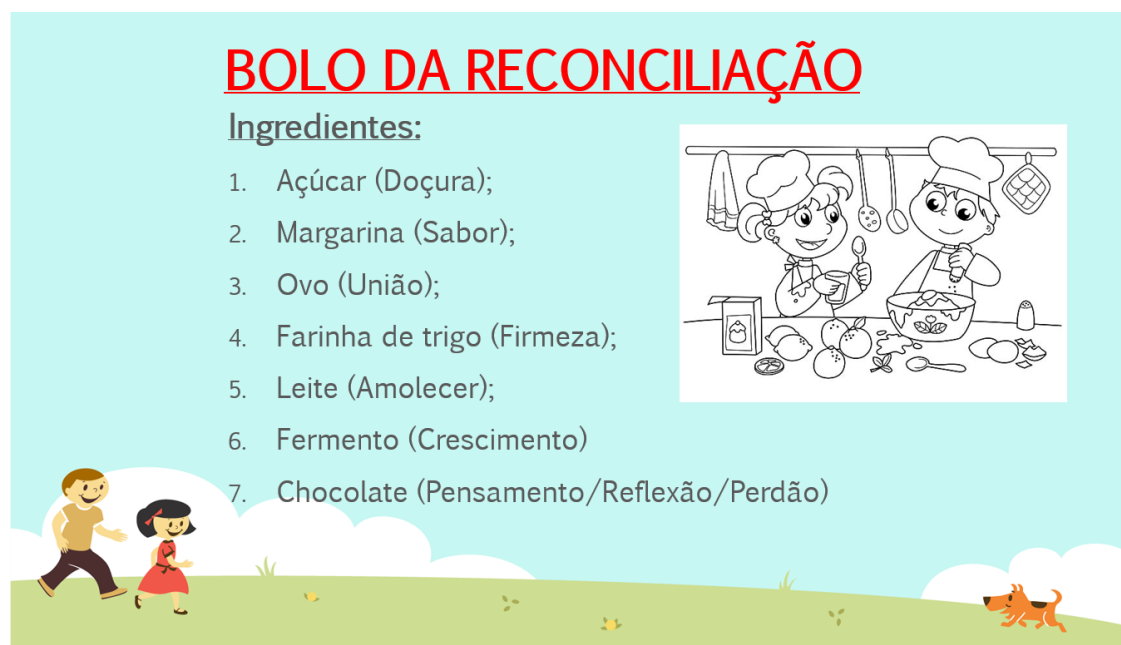 BOLO DA RECONCILIAÇÃO
Ingredientes:
1. Açúcar (Doçura);
2. Margarina (Sabor);
3. Ovo (União);
4. Farinha de trigo (Firmeza);
5. Leite (Amolecer);
6. Fermento (Crescimento)
7. Chocolate (Pensamento/Reflexão/Perdão)